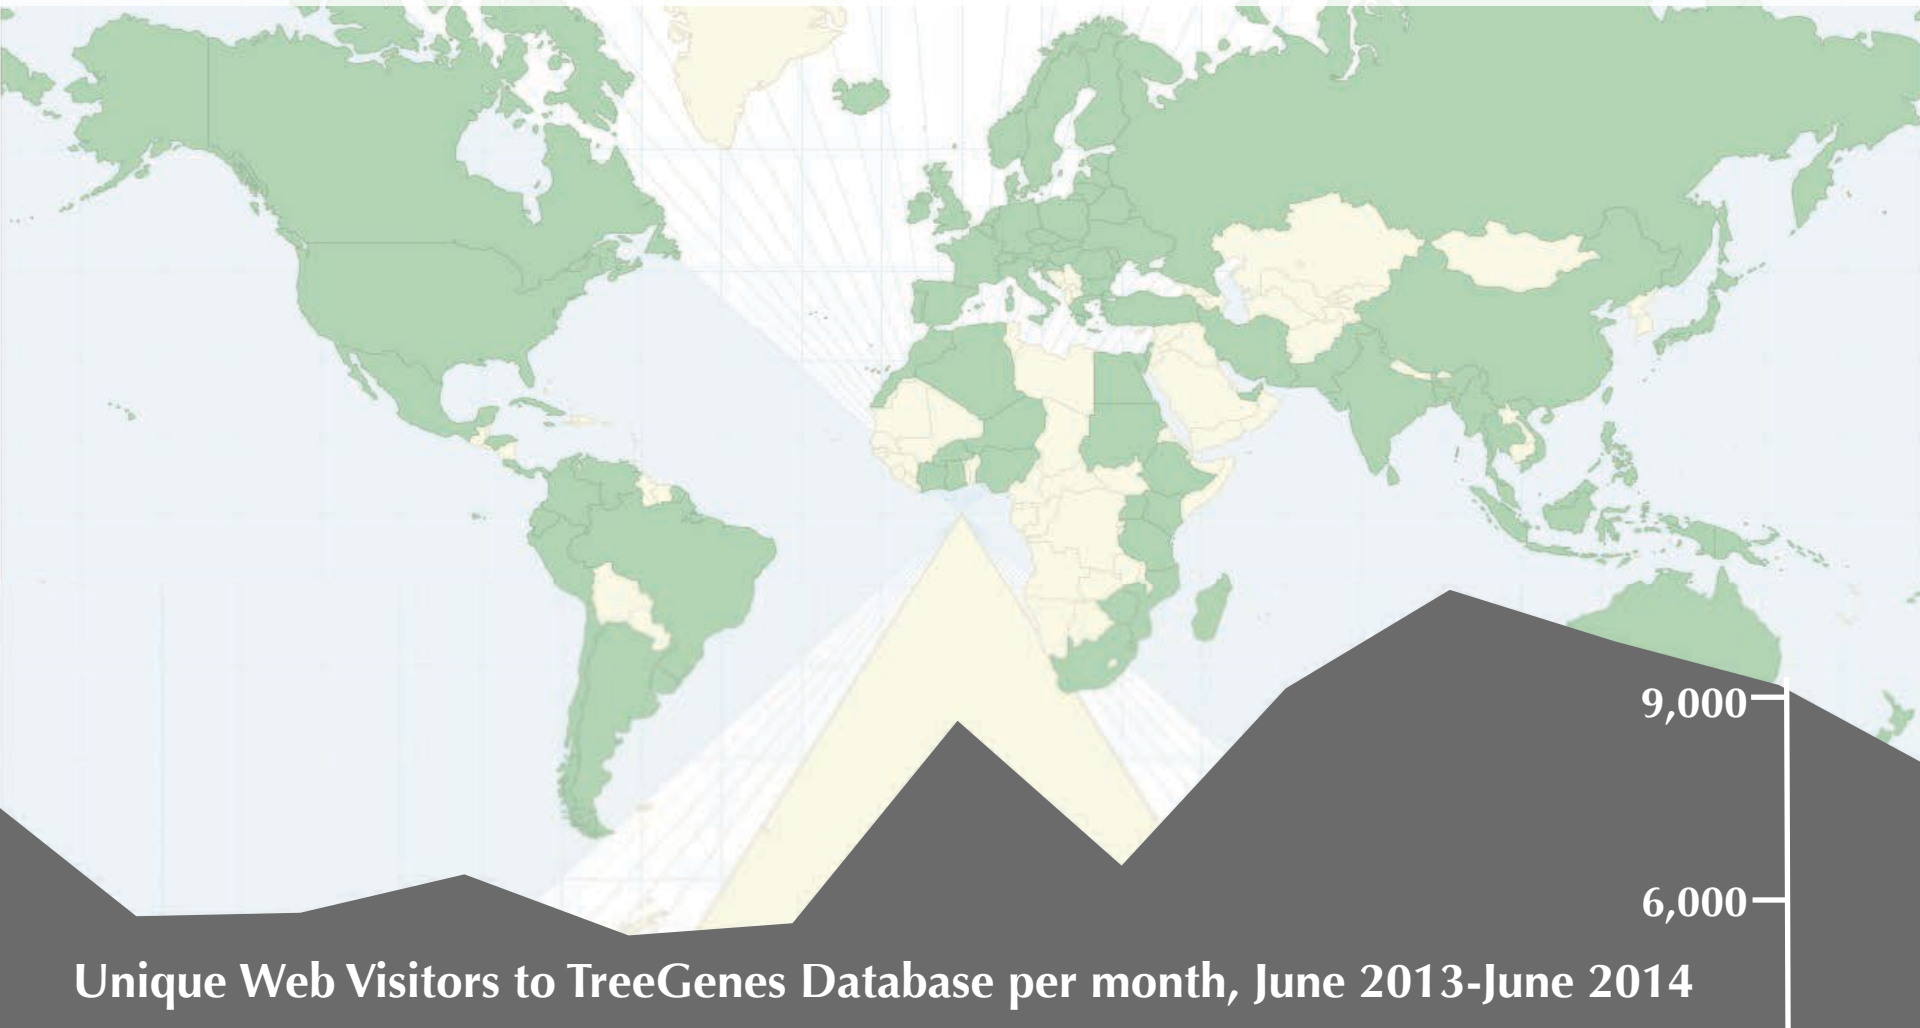 9,000
6,000
Unique Web Visitors to TreeGenes Database per month, June 2013-June 2014